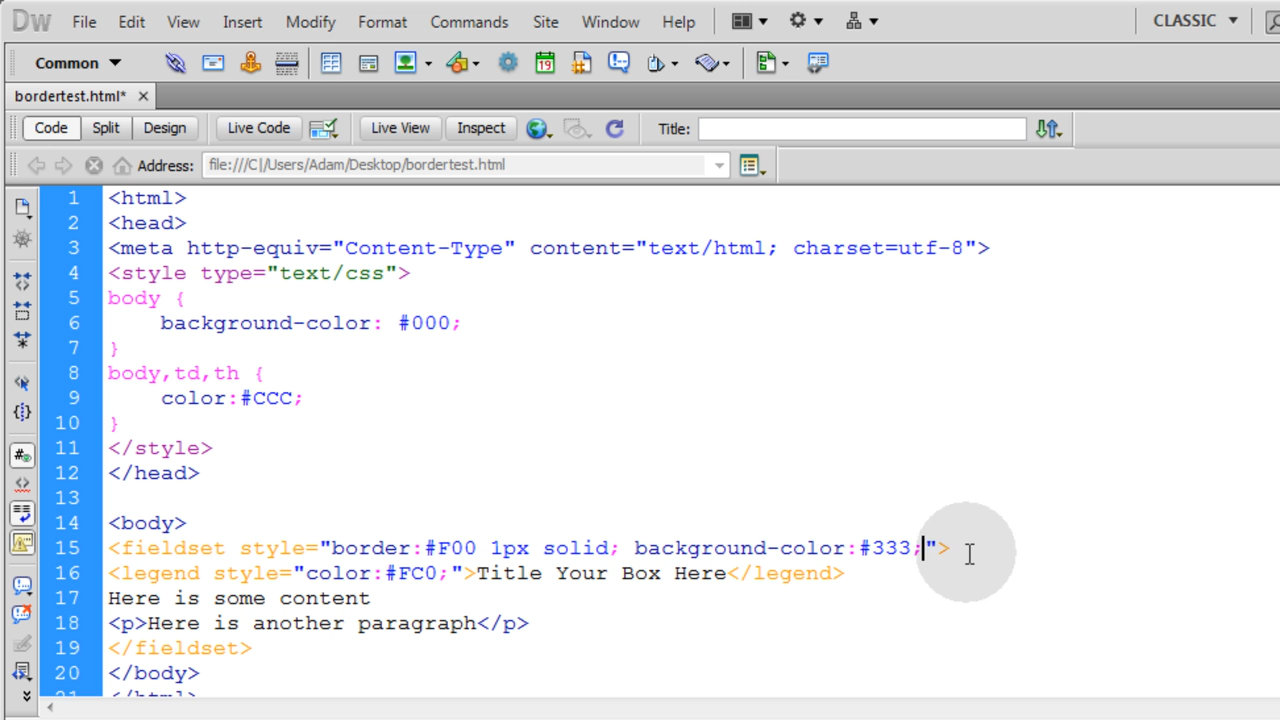 Dw File Edit View Insert Modify Format Commands Site Window Help CLASSIC
Common 19
bordertest.html*
Code Split Design Live Code Live View Inspect Title:
Address: file:///C|/Users/Adam/Desktop/bordertest.html
1 <html>
2 <head>
3 <meta http-equiv="Content-Type" content="text/html; charset=utf-8">
4 <style type="text/css">
5 body {
6 background-color: #000;
7 }
8 body,td,th {
9 color:#CCC;
10 }
11 </style>
12 </head>
13
14 <body>
15 <fieldset style="border:#F00 1px solid; background-color:#333;">
16 <legend style="color:#FC0;">Title Your Box Here</legend>
17 Here is some content
18 <p>Here is another paragraph</p>
19 </fieldset>
20 </body>
21 </html>